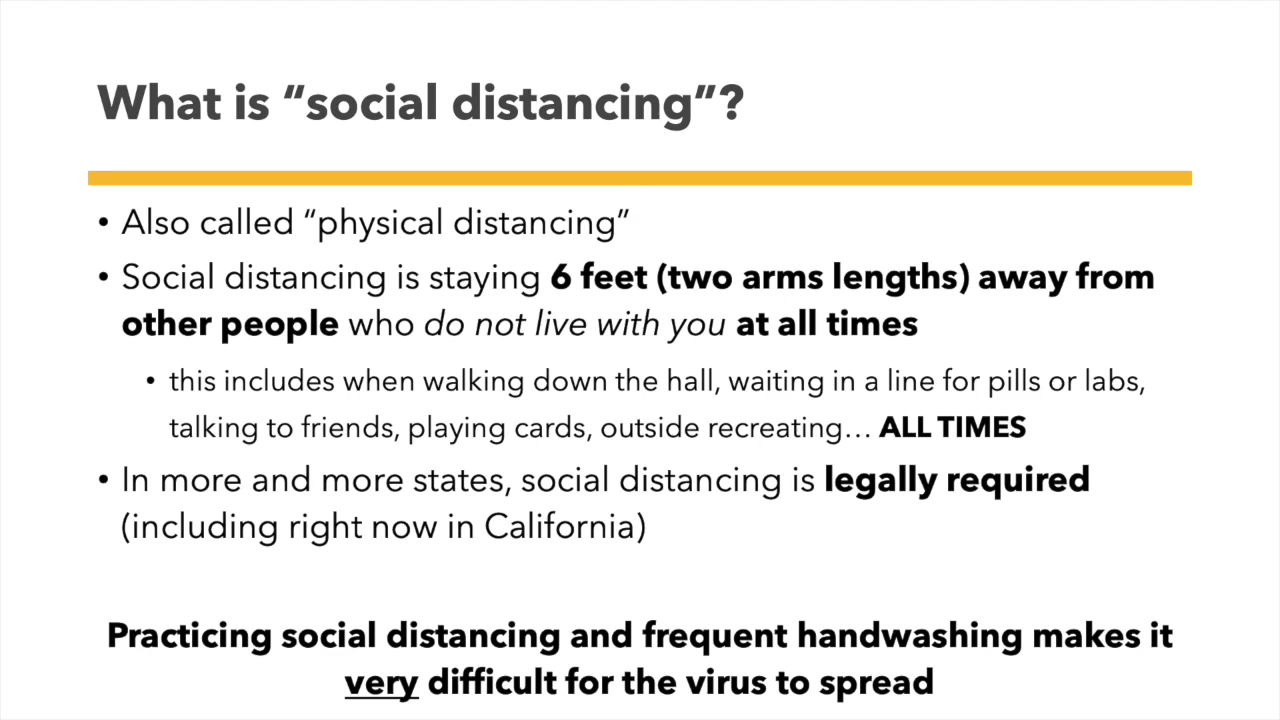 What is “social distancing”?
• Also called “physical distancing”
• Social distancing is staying 6 feet (two arms lengths) away from
other people who do not live with you at all times
• this includes when walking down the hall, waiting in a line for pills or labs,
talking to friends, playing cards, outside recreating… ALL TIMES
• In more and more states, social distancing is legally required
(including right now in California)
Practicing social distancing and frequent handwashing makes it
very difficult for the virus to spread